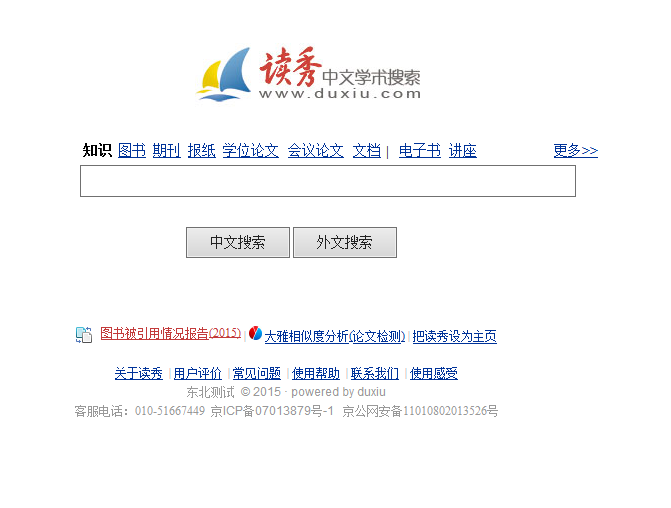 读秀中文学术搜索
www.duxiu.com
知识 图书 期刊 报纸 学位论文 会议论文 文档 | 电子书 讲座 更多>>
中文搜索 外文搜索
图书被引用情况报告(2015) | 大雅相似度分析(论文检测) | 把读秀设为主页
关于读秀 | 用户评价 | 常见问题 | 使用帮助 | 联系我们 | 使用感受
东北测试 © 2015 · powered by duxiu
客服电话：010-51667449 京ICP备07013879号-1 京公网安备11010802013526号